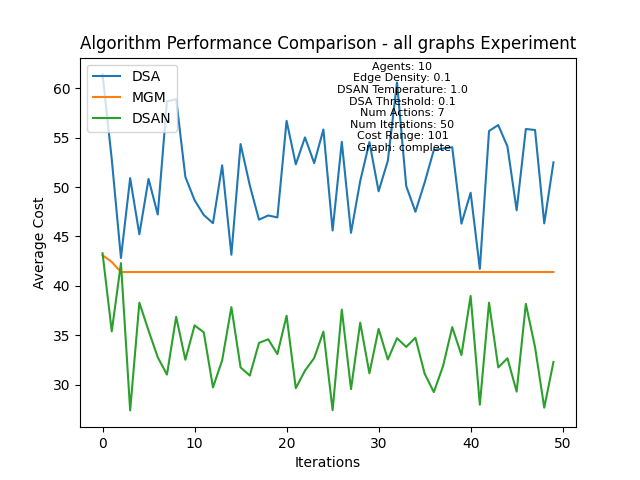 Algorithm Performance Comparison - all graphs Experiment
DSA
MGM
DSAN
Agents: 10
Edge Density: 0.1
DSAN Temperature: 1.0
DSA Threshold: 0.1
Num Actions: 7
Num Iterations: 50
Cost Range: 101
Graph: complete
Average Cost
60
55
50
45
40
35
30
0
10
20
30
40
50
Iterations